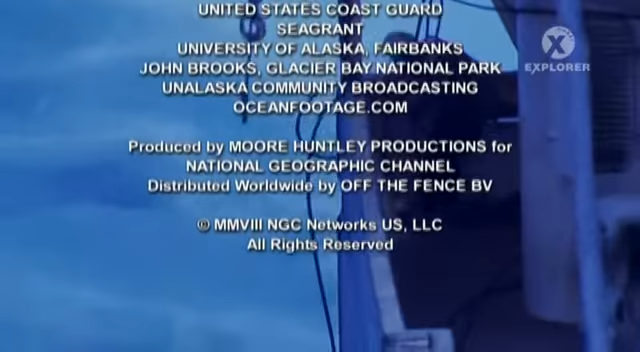 UNITED STATES COAST GUARD
SEAGRANT
UNIVERSITY OF ALASKA, FAIRBANKS
JOHN BROOKS, GLACIER BAY NATIONAL PARK
UNALASKA COMMUNITY BROADCASTING
OCEANFOOTAGE.COM
X
EXPLORER
Produced by MOORE HUNTLEY PRODUCTIONS for
NATIONAL GEOGRAPHIC CHANNEL
Distributed Worldwide by OFF THE FENCE BV
© MMVIII NGC Networks US, LLC
All Rights Reserved